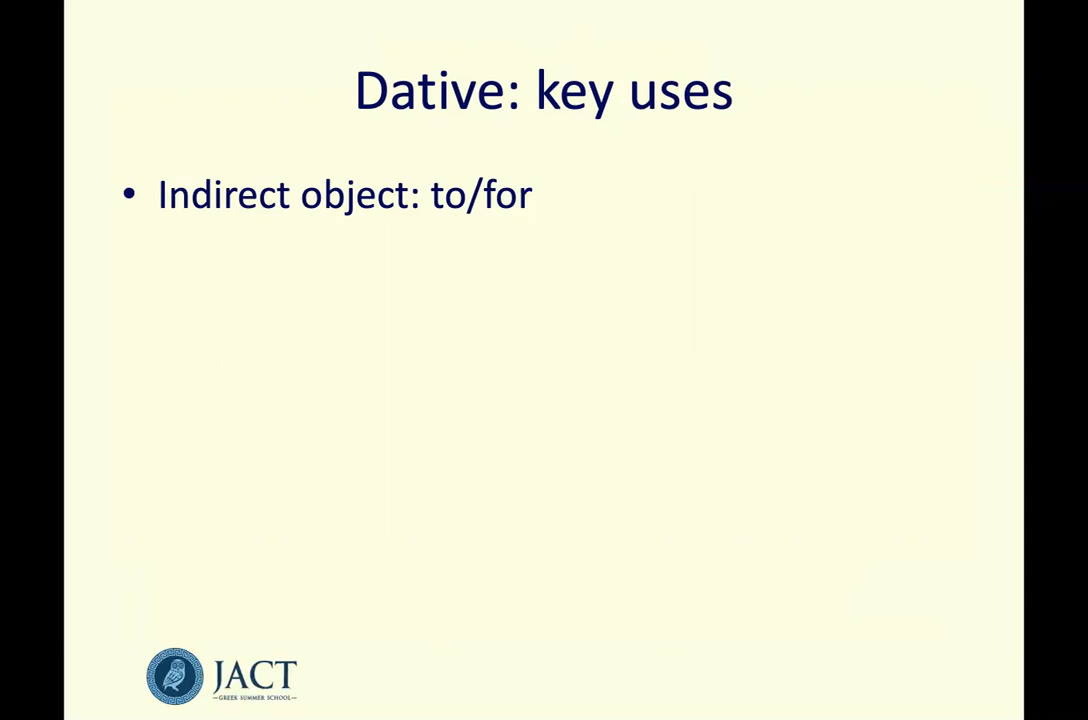 Dative: key uses
• Indirect object: to/for
JACT
—GREEK SUMMER SCHOOL—